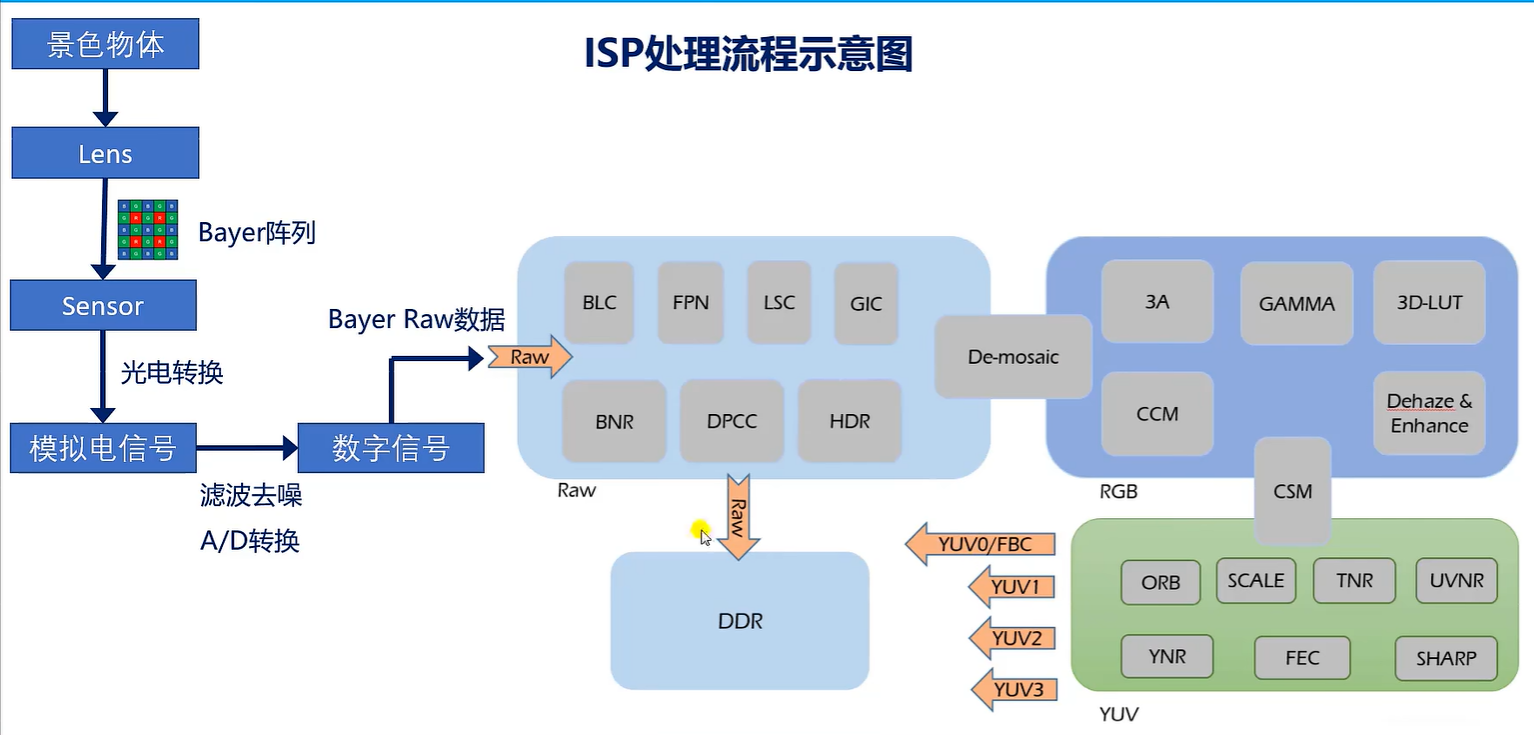 ISP处理流程示意图
景色物体
Lens
Bayer阵列
Sensor
光电转换
模拟电信号
滤波去噪
A/D转换
数字信号
Bayer Raw数据
Raw
BLC
FPN
LSC
GIC
BNR
DPCC
HDR
Raw
De-mosaic
3A
GAMMA
3D-LUT
CCM
Dehaze &
Enhance
RGB
CSM
Raw
DDR
YUV0/FBC
YUV1
YUV2
YUV3
ORB
SCALE
TNR
UVNR
YNR
FEC
SHARP
YUV